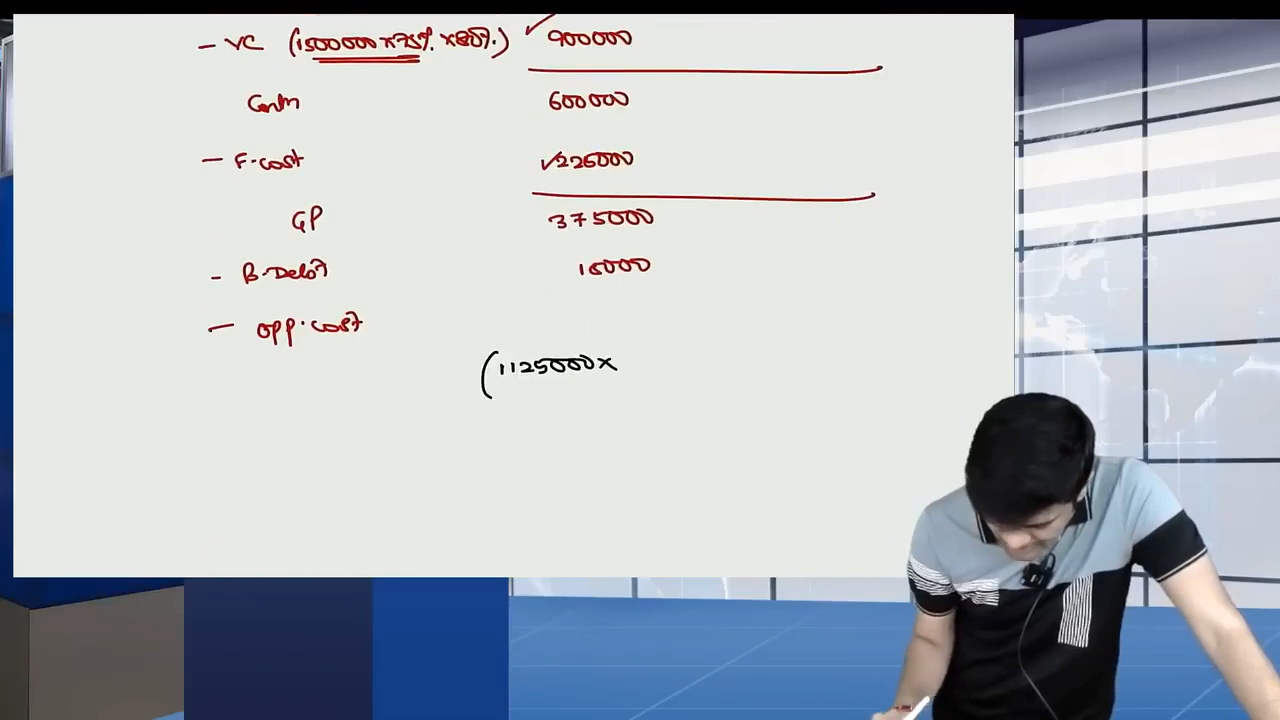 - VC (1500000 x 75% x 80%.) 900000
Contn 600000
- F.cost ✓225000
GP 375000
- B.Debt 15000
- opp.cost
(1125000 x